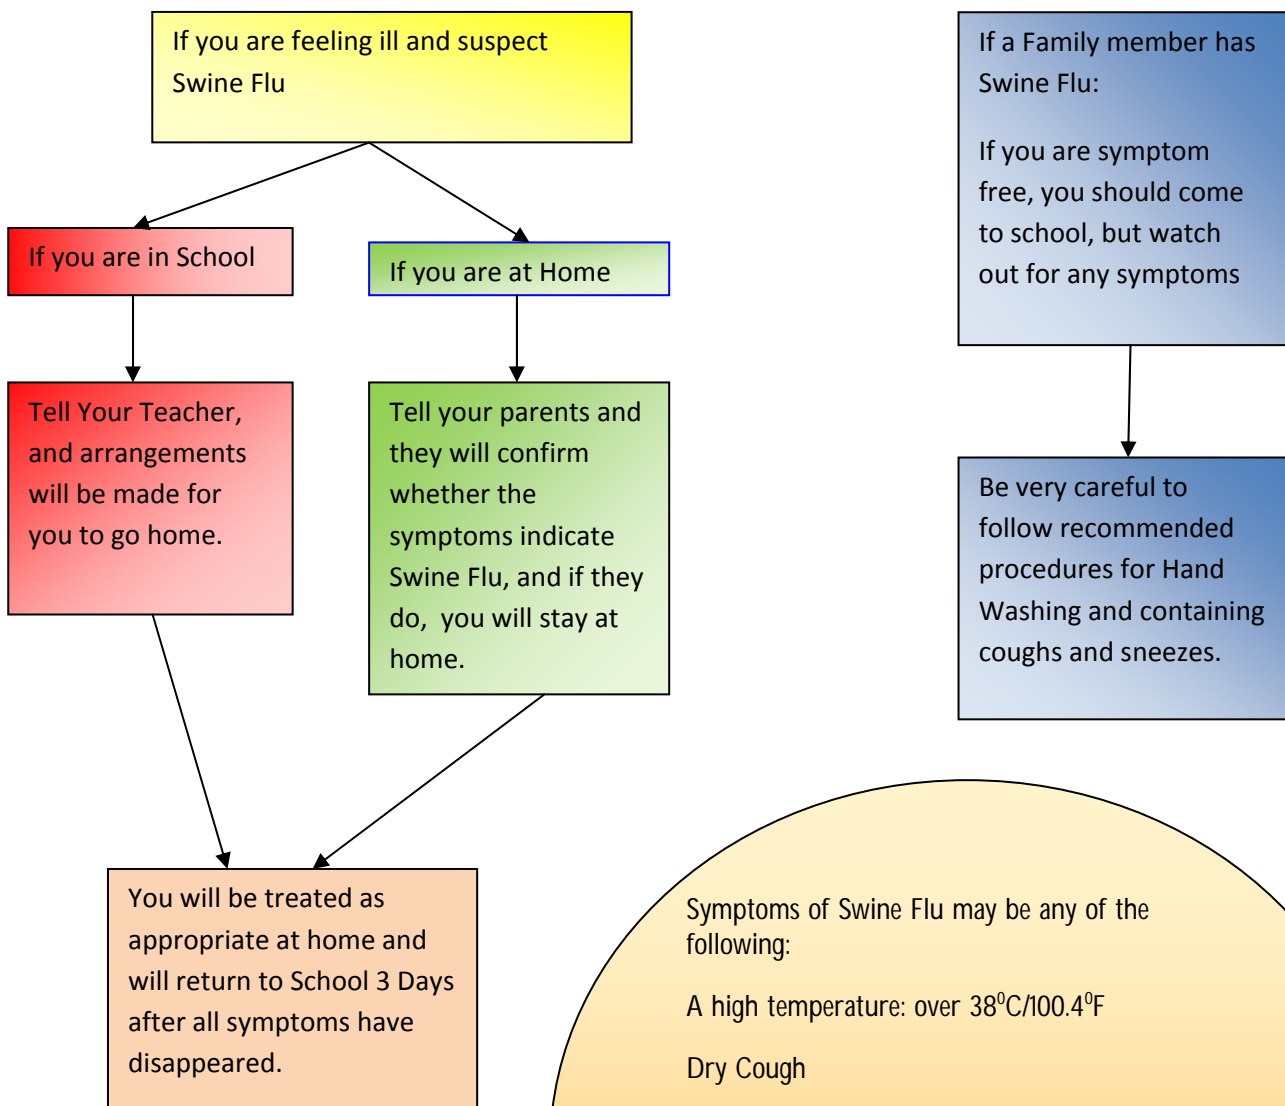 If you are feeling ill and suspect
Swine Flu
If you are in School
If you are at Home
Tell Your Teacher,
and arrangements
will be made for
you to go home.
Tell your parents and
they will confirm
whether the
symptoms indicate
Swine Flu, and if they
do,  you will stay at
home.
You will be treated as
appropriate at home and
will return to School 3 Days
after all symptoms have
disappeared.
If a Family member has
Swine Flu:
If you are symptom
free, you should come
to school, but watch
out for any symptoms
Be very careful to
follow recommended
procedures for Hand
Washing and containing
coughs and sneezes.
Symptoms of Swine Flu may be any of the
following:
A high temperature: over 38⁰C/100.4⁰F
Dry Cough